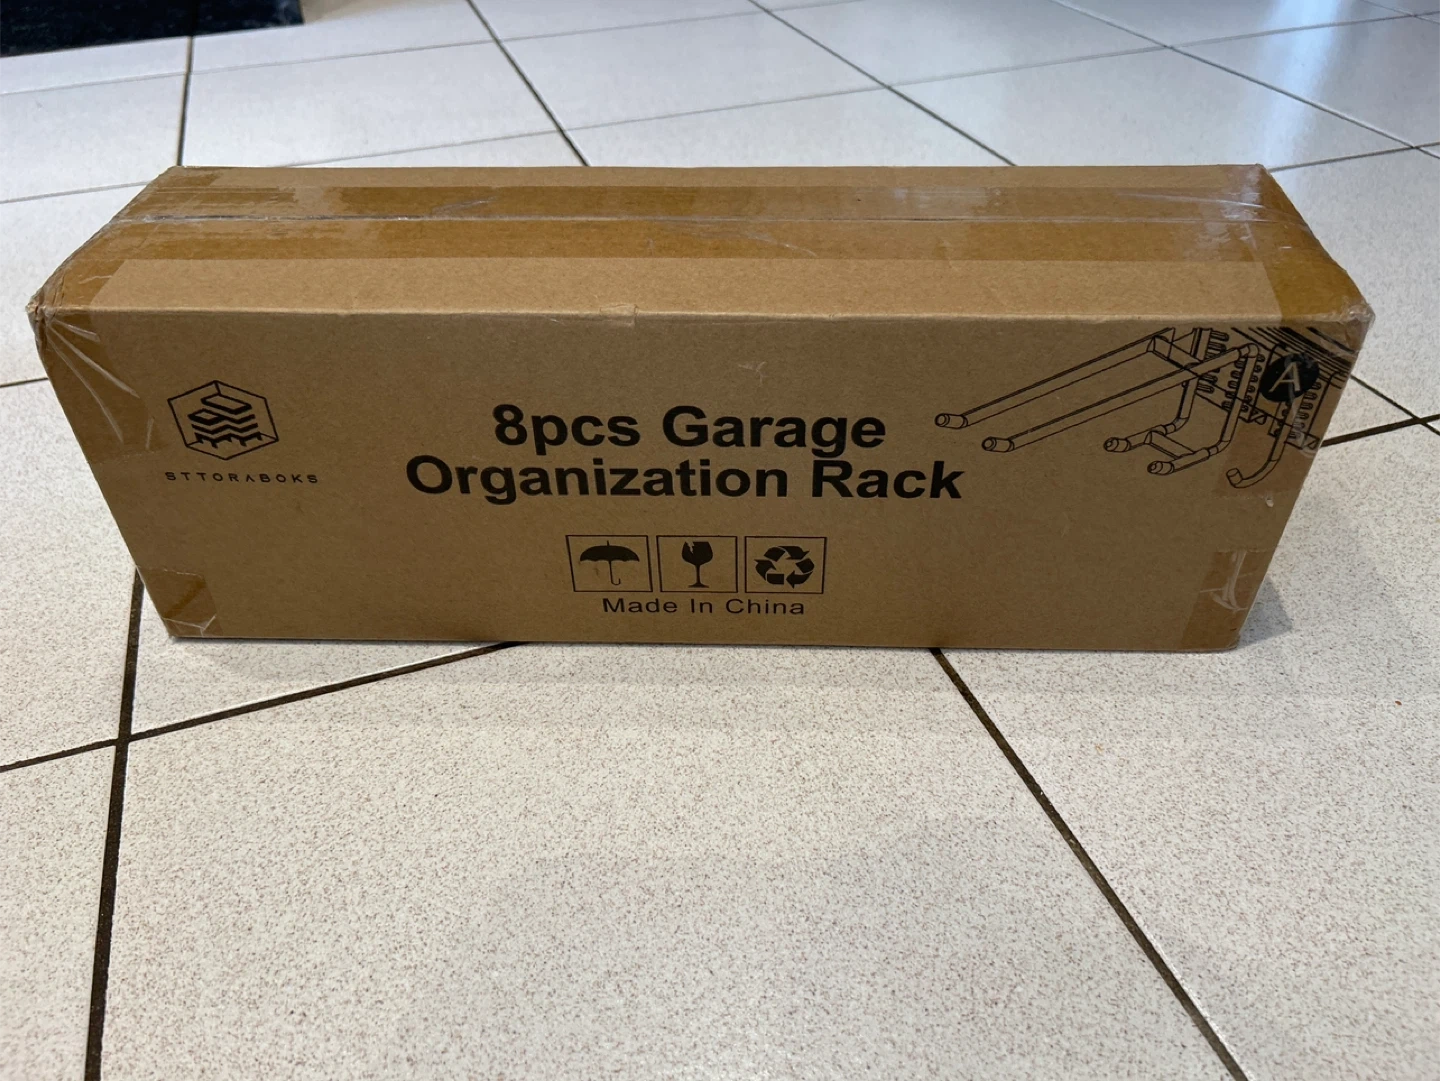 8pcs Garage
Organization Rack
STTORABOKS
A
Made In China